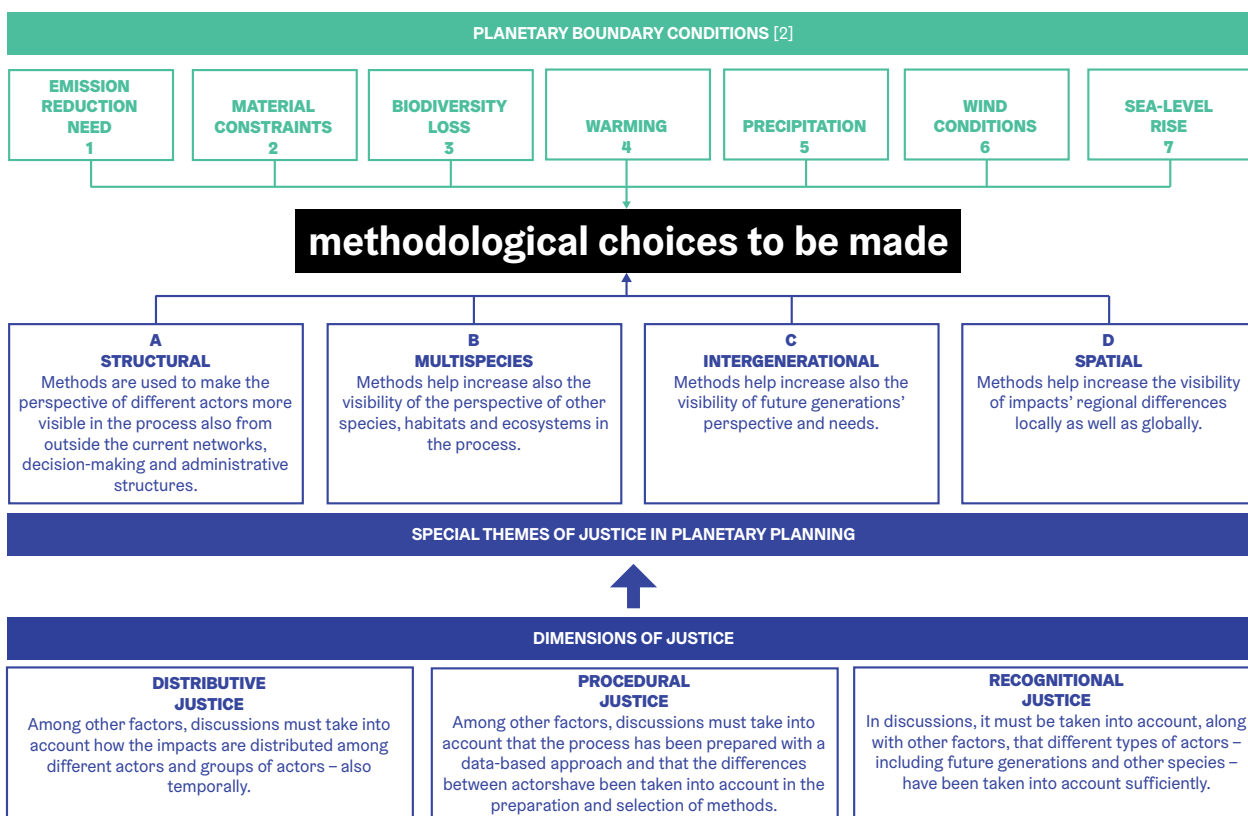 PLANETARY BOUNDARY CONDITIONS [2]
EMISSION
REDUCTION
NEED
1
MATERIAL
CONSTRAINTS
2
BIODIVERSITY
LOSS
3
WARMING
4
PRECIPITATION
5
WIND
CONDITIONS
6
SEA-LEVEL
RISE
7
methodological choices to be made
A
STRUCTURAL
Methods are used to make the
perspective of different actors more
visible in the process also from
outside the current networks,
decision-making and administrative
structures.
B
MULTISPECIES
Methods help increase also the
visibility of the perspective of other
species, habitats and ecosystems in
the process.
C
INTERGENERATIONAL
Methods help increase also the
visibility of future generations’
perspective and needs.
D
SPATIAL
Methods help increase the visibility
of impacts’ regional differences
locally as well as globally.
SPECIAL THEMES OF JUSTICE IN PLANETARY PLANNING
DIMENSIONS OF JUSTICE
DISTRIBUTIVE
JUSTICE
Among other factors, discussions must take into
account how the impacts are distributed among
different actors and groups of actors – also
temporally.
PROCEDURAL
JUSTICE
Among other factors, discussions must take into
account that the process has been prepared with a
data-based approach and that the differences
between actorshave been taken into account in the
preparation and selection of methods.
RECOGNITIONAL
JUSTICE
In discussions, it must be taken into account, along
with other factors, that different types of actors –
including future generations and other species –
have been taken into account sufficiently.